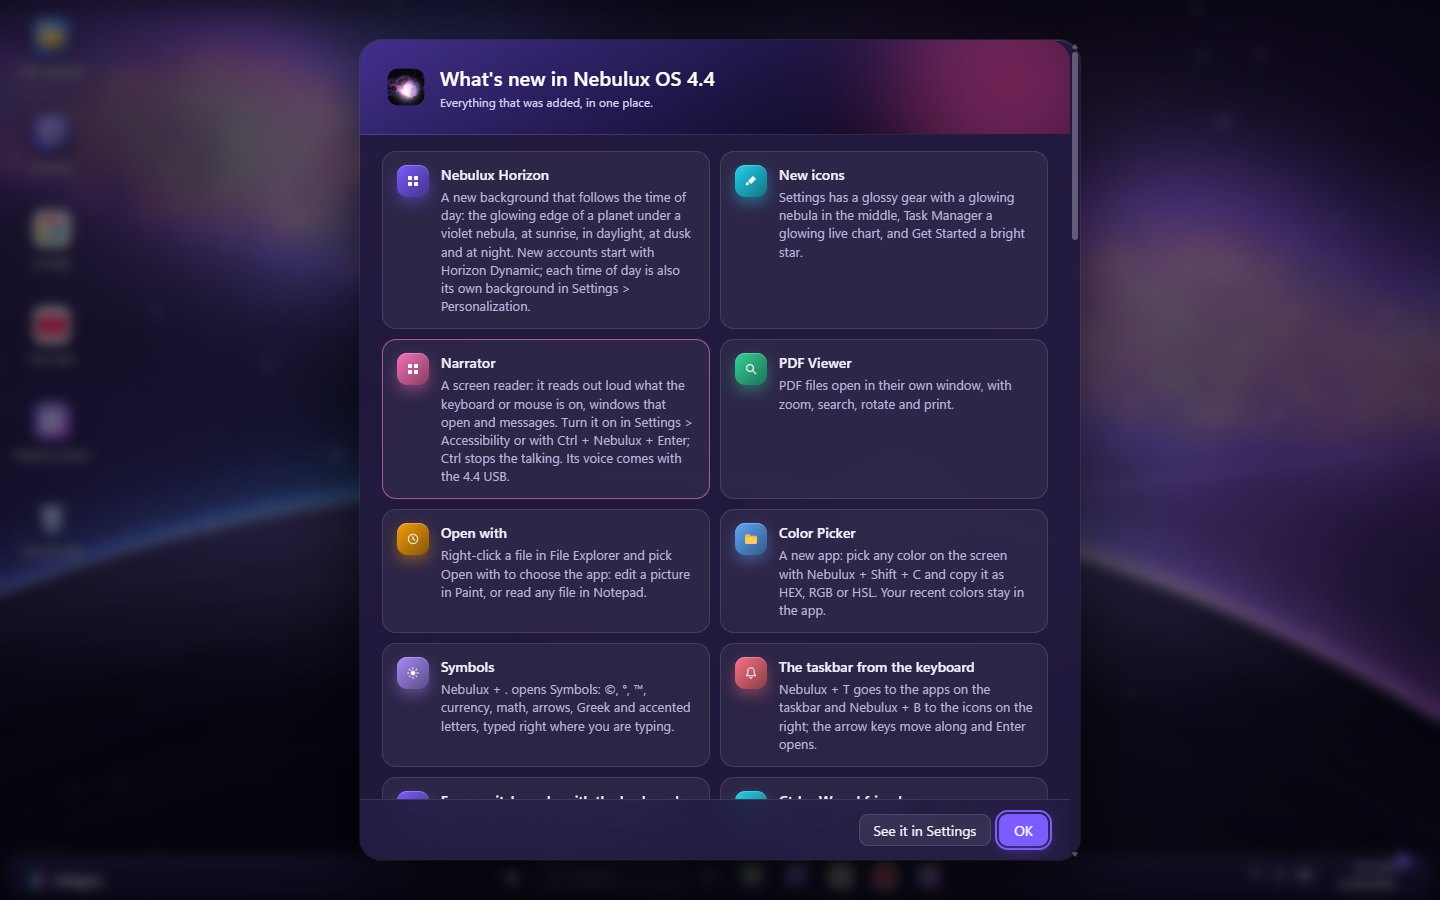 What's new in Nebulux OS 4.4
Everything that was added, in one place.
Nebulux Horizon
A new background that follows the time of
day: the glowing edge of a planet under a
violet nebula, at sunrise, in daylight, at dusk
and at night. New accounts start with
Horizon Dynamic; each time of day is also
its own background in Settings >
Personalization.
New icons
Settings has a glossy gear with a glowing
nebula in the middle, Task Manager a
glowing live chart, and Get Started a bright
star.
Narrator
A screen reader: it reads out loud what the
keyboard or mouse is on, windows that
open and messages. Turn it on in Settings >
Accessibility or with Ctrl + Nebulux + Enter;
Ctrl stops the talking. Its voice comes with
the 4.4 USB.
PDF Viewer
PDF files open in their own window, with
zoom, search, rotate and print.
Open with
Right-click a file in File Explorer and pick
Open with to choose the app: edit a picture
in Paint, or read any file in Notepad.
Color Picker
A new app: pick any color on the screen
with Nebulux + Shift + C and copy it as
HEX, RGB or HSL. Your recent colors stay in
the app.
Symbols
Nebulux + . opens Symbols: ©, °, ™,
currency, math, arrows, Greek and accented
letters, typed right where you are typing.
The taskbar from the keyboard
Nebulux + T goes to the apps on the
taskbar and Nebulux + B to the icons on the
right; the arrow keys move along and Enter
opens.
See it in Settings
OK